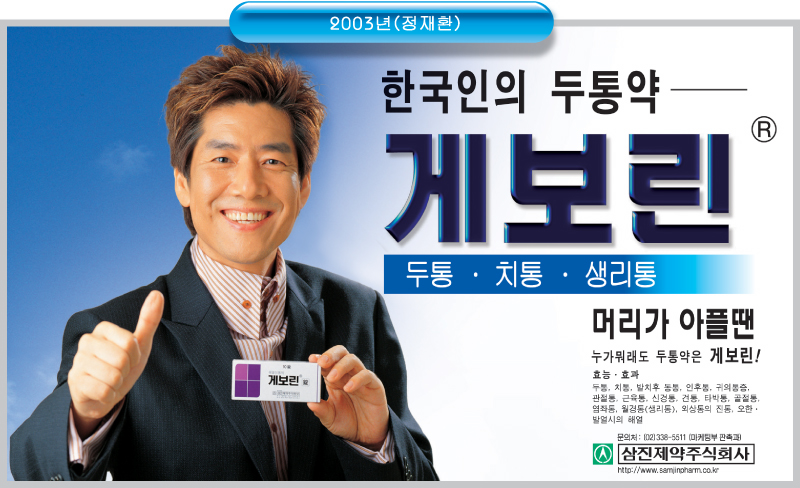 2003년(정재환)
한국인의 두통약
게보린®
두통 · 치통 · 생리통
머리가 아플땐
누가뭐래도 두통약은 게보린!
효능 · 효과
두통, 치통, 발치후 동통, 인후통, 귀의통증,
관절통, 근육통, 신경통, 견통, 타박통, 골절통,
염좌통, 월경통(생리통), 외상통의 진통, 오한 ·
발열시의 해열
게보린 정
문의처 : (02)338-5511 (마케팅부 판촉과)
삼진제약주식회사
http://www.samjinpharm.co.kr